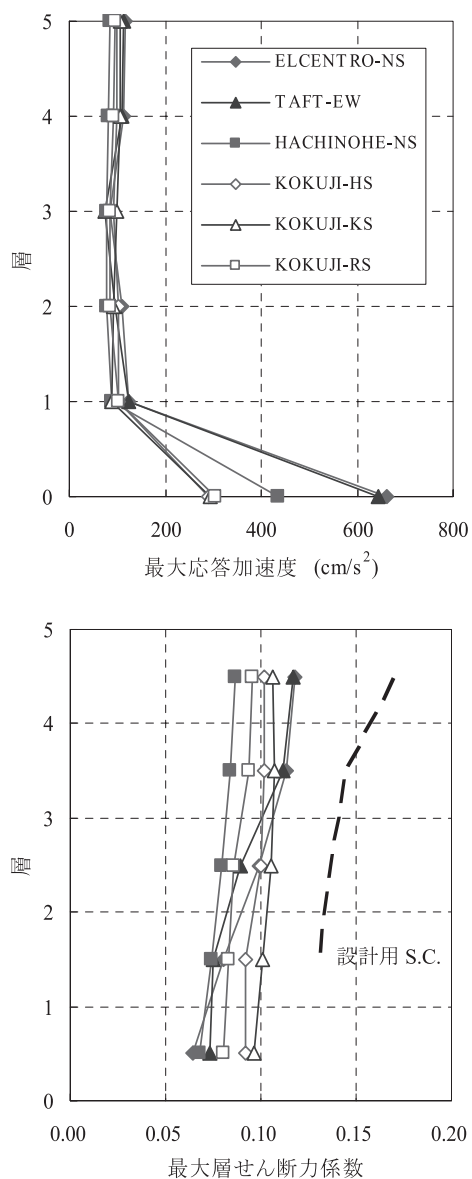 5
4
3
2
1
0
層
ELCENTRO-NS
TAFT-EW
HACHINOHE-NS
KOKUJI-HS
KOKUJI-KS
KOKUJI-RS
0 200 400 600 800
最大応答加速度 (cm/s²)
5
4
3
2
1
0
層
設計用 S.C.
0.00 0.05 0.10 0.15 0.20
最大層せん断力係数